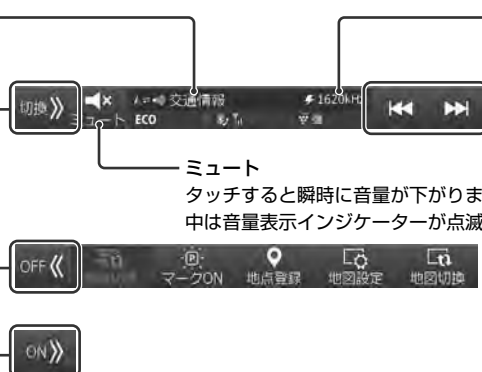 切換 交通情報 1620kHz
ミュート ECO
ミュート
タッチすると瞬時に音量が下がりま
中は音量表示インジケーターが点滅
OFF マークON 地点登録 地図設定 地図切換
ON